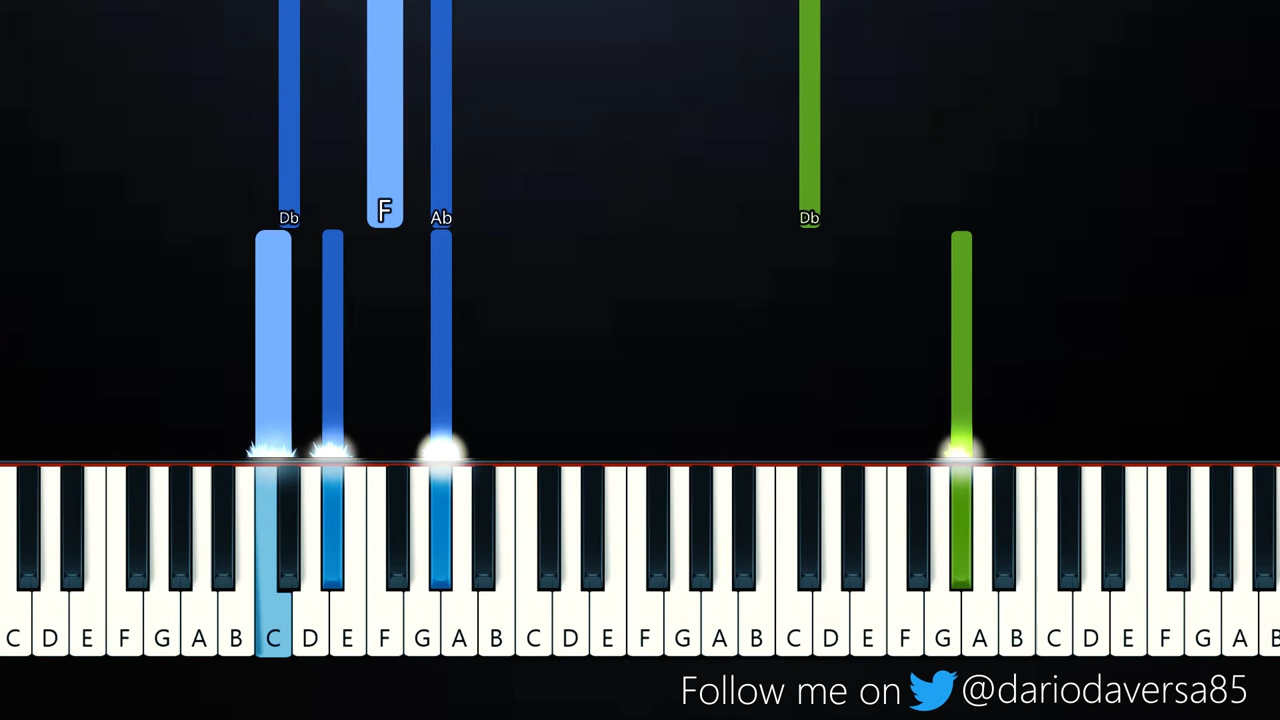 Db F Ab Db
C D E F G A B C D E F G A B C D E F G A B C D E F G A B C D E F G A B
Follow me on @dariodaversa85